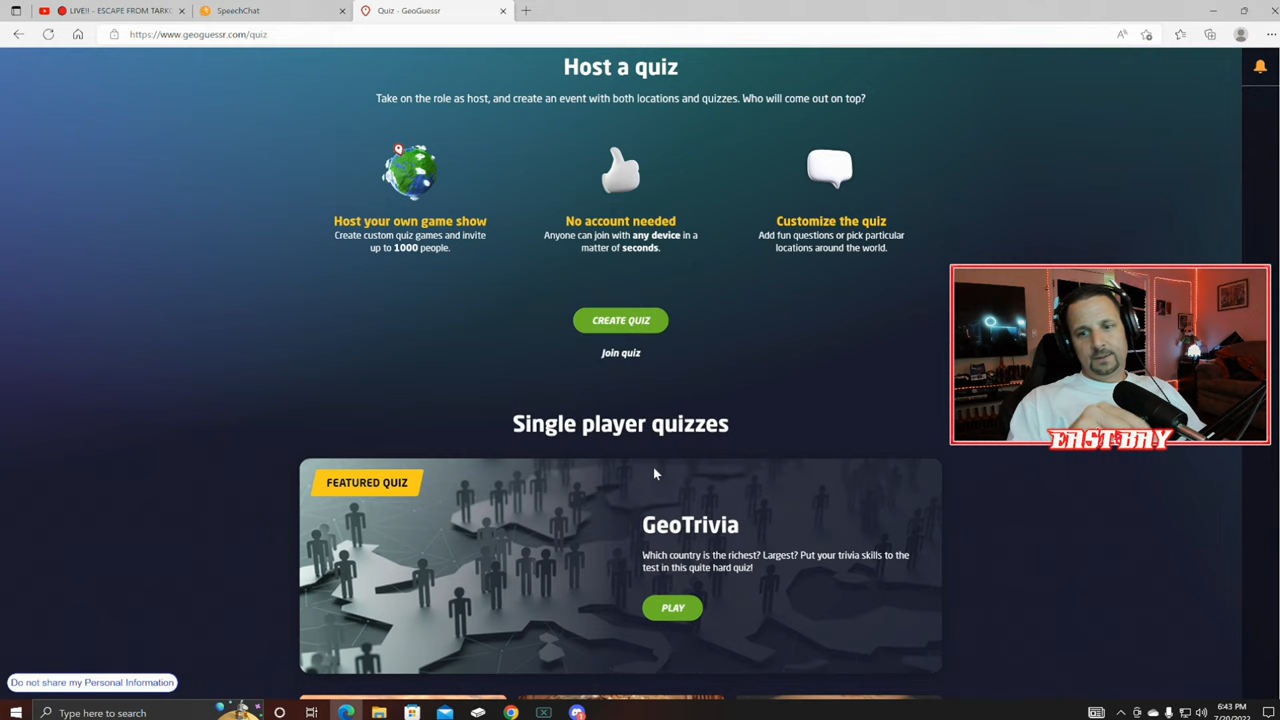 LIVE!! - ESCAPE FROM TARK
SpeechChat
Quiz - GeoGuessr
https://www.geoguessr.com/quiz
Host a quiz
Take on the role as host, and create an event with both locations and quizzes. Who will come out on top?
Host your own game show
Create custom quiz games and invite
up to 1000 people.
No account needed
Anyone can join with any device in a
matter of seconds.
Customize the quiz
Add fun questions or pick particular
locations around the world.
CREATE QUIZ
Join quiz
EAST BAY
Single player quizzes
FEATURED QUIZ
GeoTrivia
Which country is the richest? Largest? Put your trivia skills to the
test in this quite hard quiz!
PLAY
Do not share my Personal Information
Type here to search
6:43 PM
7/20/2022